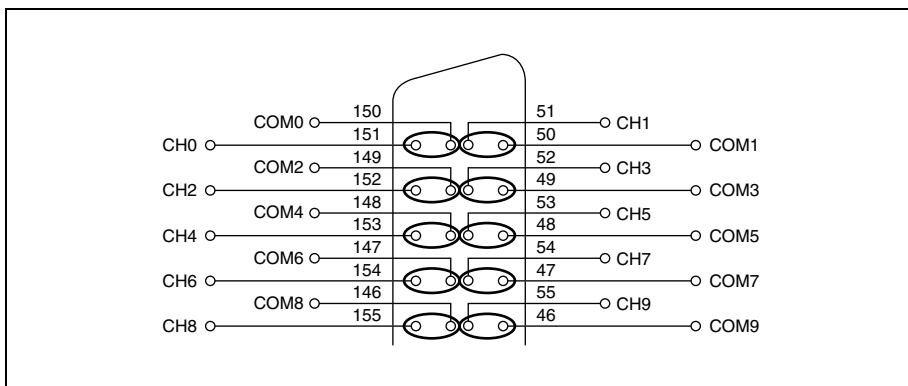 COM0 150 51 CH1
CH0 151 50 COM1
COM2 149 52 CH3
CH2 152 49 COM3
COM4 148 53 CH5
CH4 153 48 COM5
COM6 147 54 CH7
CH6 154 47 COM7
COM8 146 55 CH9
CH8 155 46 COM9